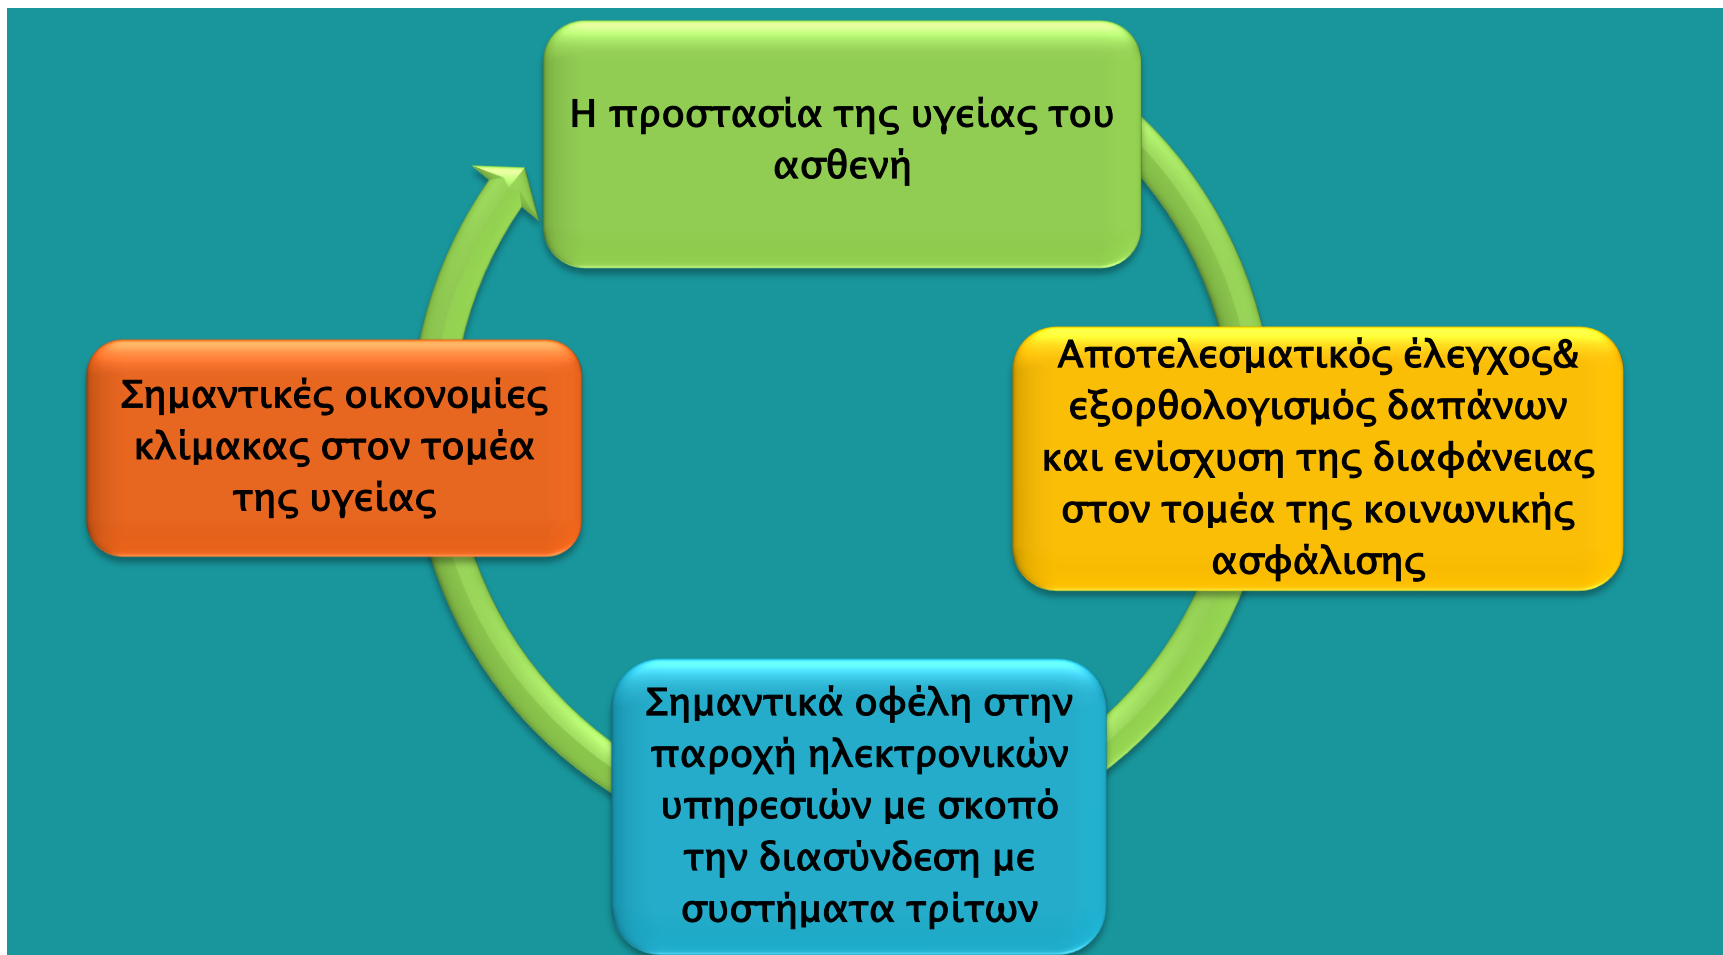 Η προστασία της υγείας του
ασθενή
Αποτελεσματικός έλεγχος&
εξορθολογισμός δαπάνων
και ενίσχυση της διαφάνειας
στον τομέα της κοινωνικής
ασφάλισης
Σημαντικά οφέλη στην
παροχή ηλεκτρονικών
υπηρεσιών με σκοπό
την διασύνδεση με
συστήματα τρίτων
Σημαντικές οικονομίες
κλίμακας στον τομέα
της υγείας